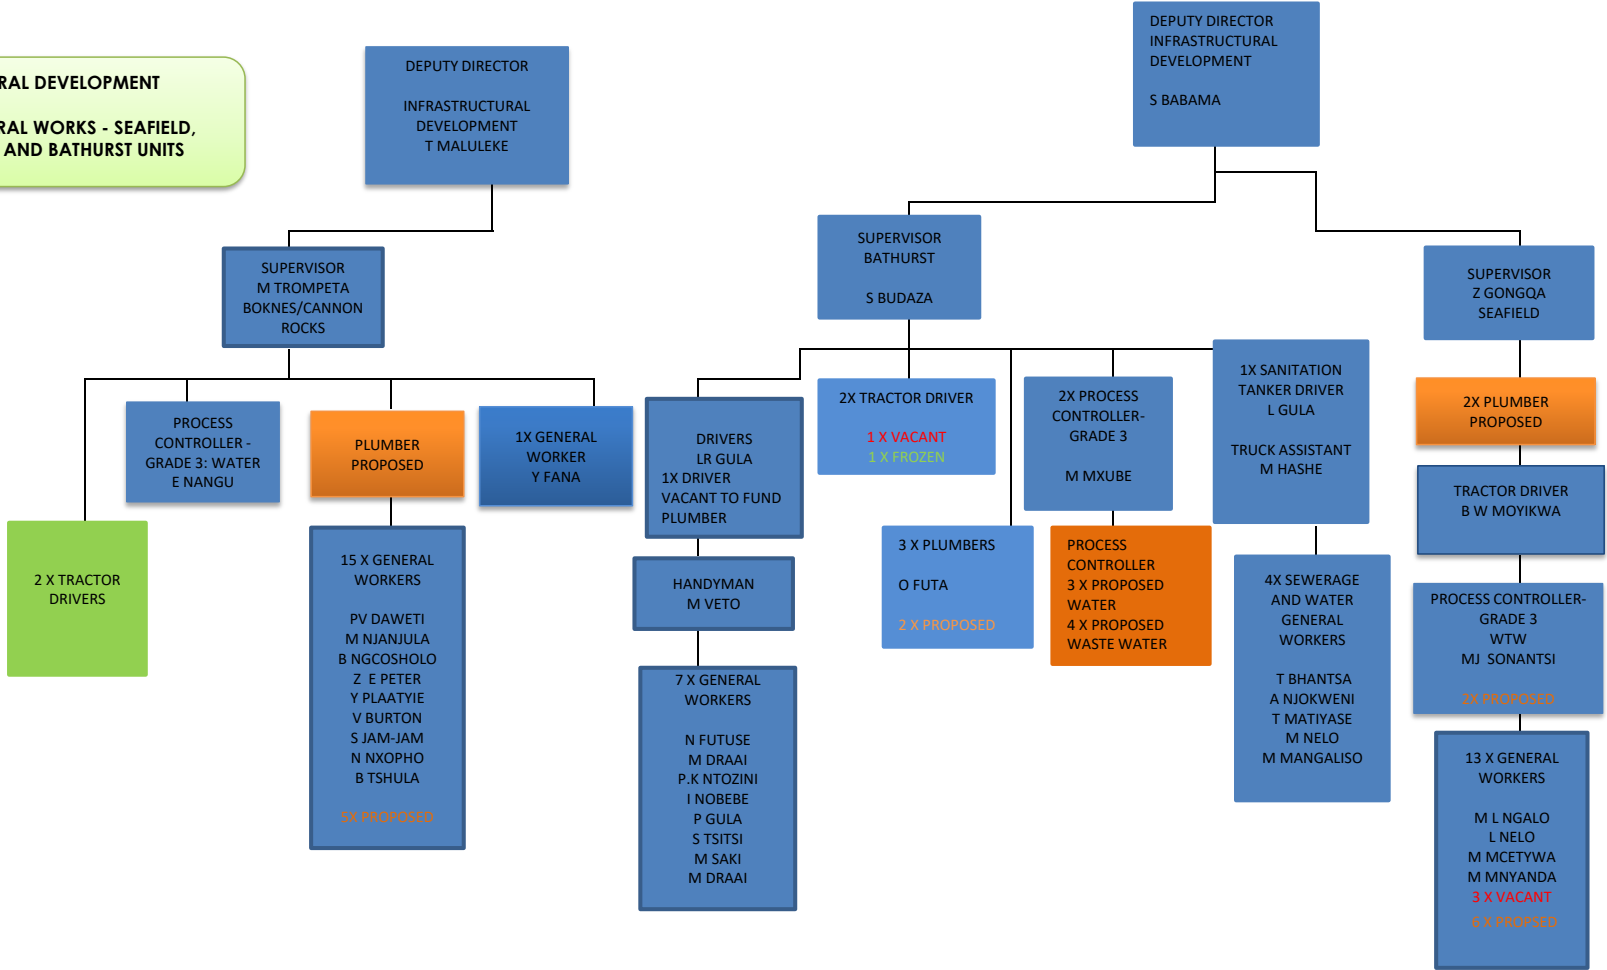 RAL DEVELOPMENT
RAL WORKS - SEAFIELD,
AND BATHURST UNITS
DEPUTY DIRECTOR
INFRASTRUCTURAL
DEVELOPMENT
T MALULEKE
DEPUTY DIRECTOR
INFRASTRUCTURAL
DEVELOPMENT
S BABAMA
SUPERVISOR
M TROMPETA
BOKNES/CANNON
ROCKS
SUPERVISOR
BATHURST
S BUDAZA
SUPERVISOR
Z GONGQA
SEAFIELD
2 X TRACTOR
DRIVERS
PROCESS
CONTROLLER -
GRADE 3: WATER
E NANGU
PLUMBER
PROPOSED
1X GENERAL
WORKER
Y FANA
15 X GENERAL
WORKERS
PV DAWETI
M NJANJULA
B NGCOSHOLO
Z E PETER
Y PLAATYIE
V BURTON
S JAM-JAM
N NXOPHO
B TSHULA
5X PROPOSED
DRIVERS
LR GULA
1X DRIVER
VACANT TO FUND
PLUMBER
HANDYMAN
M VETO
7 X GENERAL
WORKERS
N FUTUSE
M DRAAI
P.K NTOZINI
I NOBEBE
P GULA
S TSITSI
M SAKI
M DRAAI
2X TRACTOR DRIVER
1 X VACANT
1 X FROZEN
3 X PLUMBERS
O FUTA
2 X PROPOSED
2X PROCESS
CONTROLLER-
GRADE 3
M MXUBE
PROCESS
CONTROLLER
3 X PROPOSED
WATER
4 X PROPOSED
WASTE WATER
1X SANITATION
TANKER DRIVER
L GULA
TRUCK ASSISTANT
M HASHE
4X SEWERAGE
AND WATER
GENERAL
WORKERS
T BHANTSA
A NJOKWENI
T MATIYASE
M NELO
M MANGALISO
2X PLUMBER
PROPOSED
TRACTOR DRIVER
B W MOYIKWA
PROCESS CONTROLLER-
GRADE 3
WTW
MJ SONANTSI
2X PROPOSED
13 X GENERAL
WORKERS
M L NGALO
L NELO
M MCETYWA
M MNYANDA
3 X VACANT
6 X PROPSED